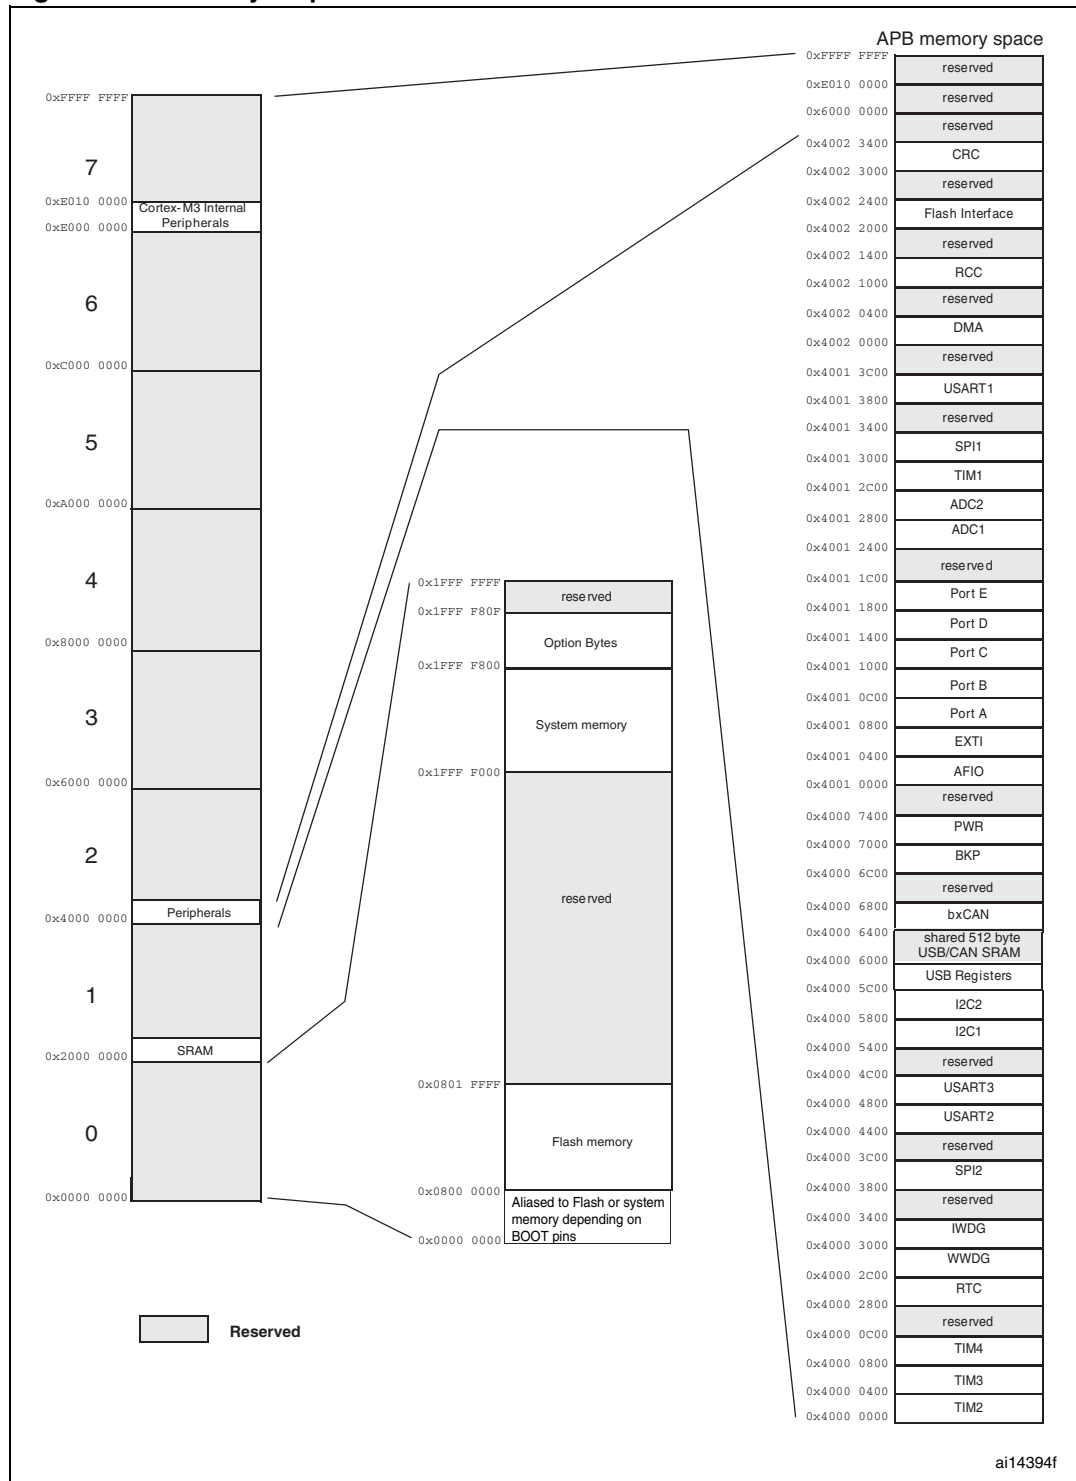 APB memory space
0xFFFF FFFF
7
0xE010 0000
Cortex-M3 Internal
Peripherals
0xE000 0000
6
0xC000 0000
5
0xA000 0000
4
0x8000 0000
3
0x6000 0000
2
Peripherals
0x4000 0000
1
SRAM
0x2000 0000
0
0x0000 0000
0x1FFF FFFF
reserved
0x1FFF F80F
Option Bytes
0x1FFF F800
System memory
0x1FFF F000
reserved
0x0801 FFFF
Flash memory
0x0800 0000
Aliased to Flash or system
memory depending on
BOOT pins
0x0000 0000
0xFFFF FFFF
reserved
0xE010 0000
reserved
0x6000 0000
reserved
0x4002 3400
CRC
0x4002 3000
reserved
0x4002 2400
Flash Interface
0x4002 2000
reserved
0x4002 1400
RCC
0x4002 1000
reserved
0x4002 0400
DMA
0x4002 0000
reserved
0x4001 3C00
USART1
0x4001 3800
reserved
0x4001 3400
SPI1
0x4001 3000
TIM1
0x4001 2C00
ADC2
0x4001 2800
ADC1
0x4001 2400
reserved
0x4001 1C00
Port E
0x4001 1800
Port D
0x4001 1400
Port C
0x4001 1000
Port B
0x4001 0C00
Port A
0x4001 0800
EXTI
0x4001 0400
AFIO
0x4001 0000
reserved
0x4000 7400
PWR
0x4000 7000
BKP
0x4000 6C00
reserved
0x4000 6800
bxCAN
0x4000 6400
shared 512 byte
USB/CAN SRAM
0x4000 6000
USB Registers
0x4000 5C00
I2C2
0x4000 5800
I2C1
0x4000 5400
reserved
0x4000 4C00
USART3
0x4000 4800
USART2
0x4000 4400
reserved
0x4000 3C00
SPI2
0x4000 3800
reserved
0x4000 3400
IWDG
0x4000 3000
WWDG
0x4000 2C00
RTC
0x4000 2800
reserved
0x4000 0C00
TIM4
0x4000 0800
TIM3
0x4000 0400
TIM2
0x4000 0000
Reserved
ai14394f